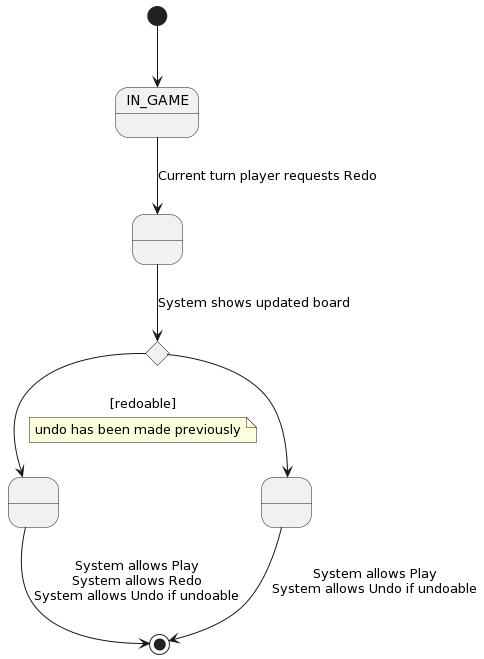 IN_GAME
Current turn player requests Redo
System shows updated board
[redoable]
undo has been made previously
System allows Play
System allows Redo
System allows Undo if undoable
System allows Play
System allows Undo if undoable